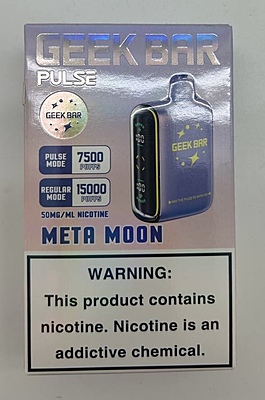 GEEK BAR
PULSE
GEEK BAR
PULSE MODE 7500 PUFFS
REGULAR MODE 15000 PUFFS
50MG/ML NICOTINE
META MOON
GEEK BAR
WARNING:
This product contains
nicotine. Nicotine is an
addictive chemical.